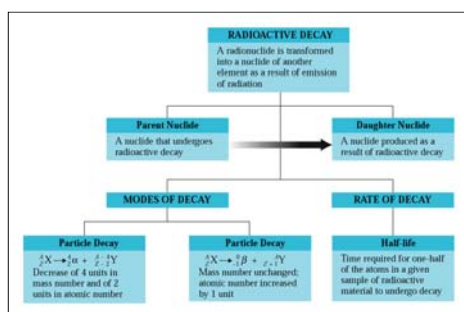 RADIOACTIVE DECAY
A radionuclide is transformed
into a nuclide of another
element as a result of emission
of radiation
Parent Nuclide
A nuclide that undergoes
radioactive decay
Daughter Nuclide
A nuclide produced as a
result of radioactive decay
MODES OF DECAY
RATE OF DECAY
Particle Decay
Decrease of 4 units in
mass number and of 2
units in atomic number
Particle Decay
Mass number unchanged;
atomic number increased
by 1 unit
Half-life
Time required for one-half
of the atoms in a given
sample of radioactive
material to undergo decay